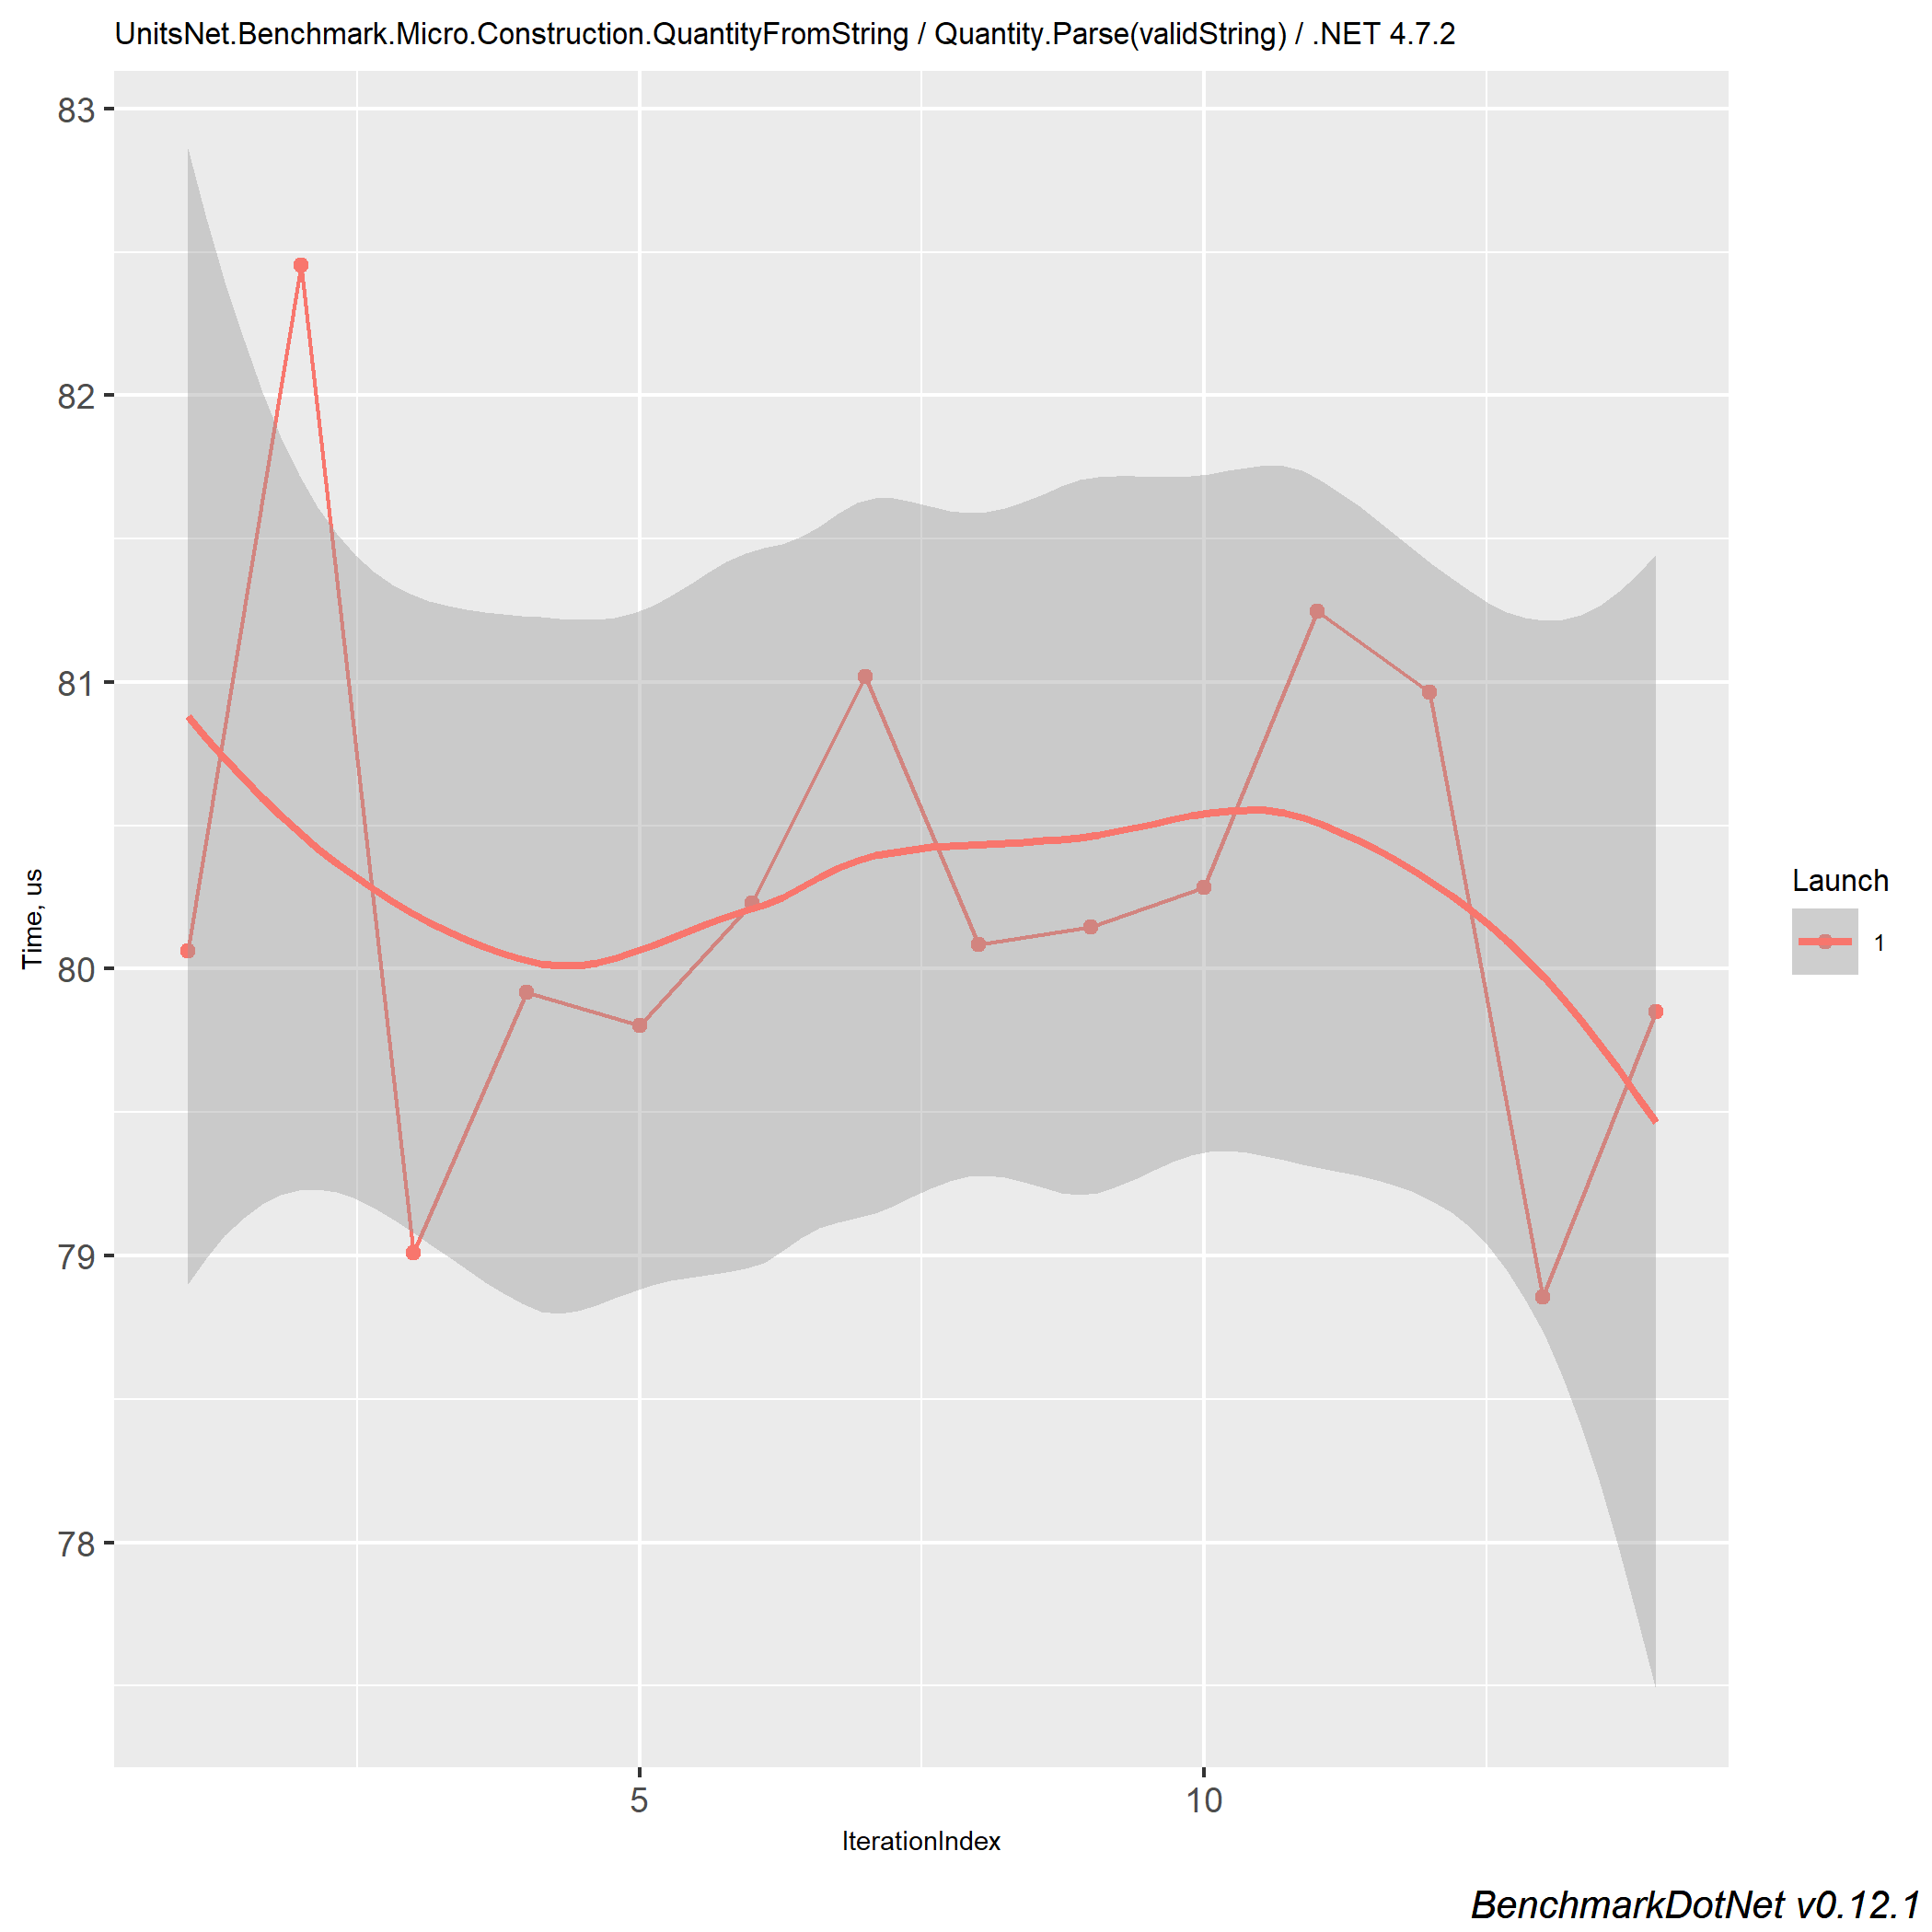 UnitsNet.Benchmark.Micro.Construction.QuantityFromString / Quantity.Parse(validString) / .NET 4.7.2
83
82
81
80
79
78
Time, us
5
10
IterationIndex
Launch
1
BenchmarkDotNet v0.12.1